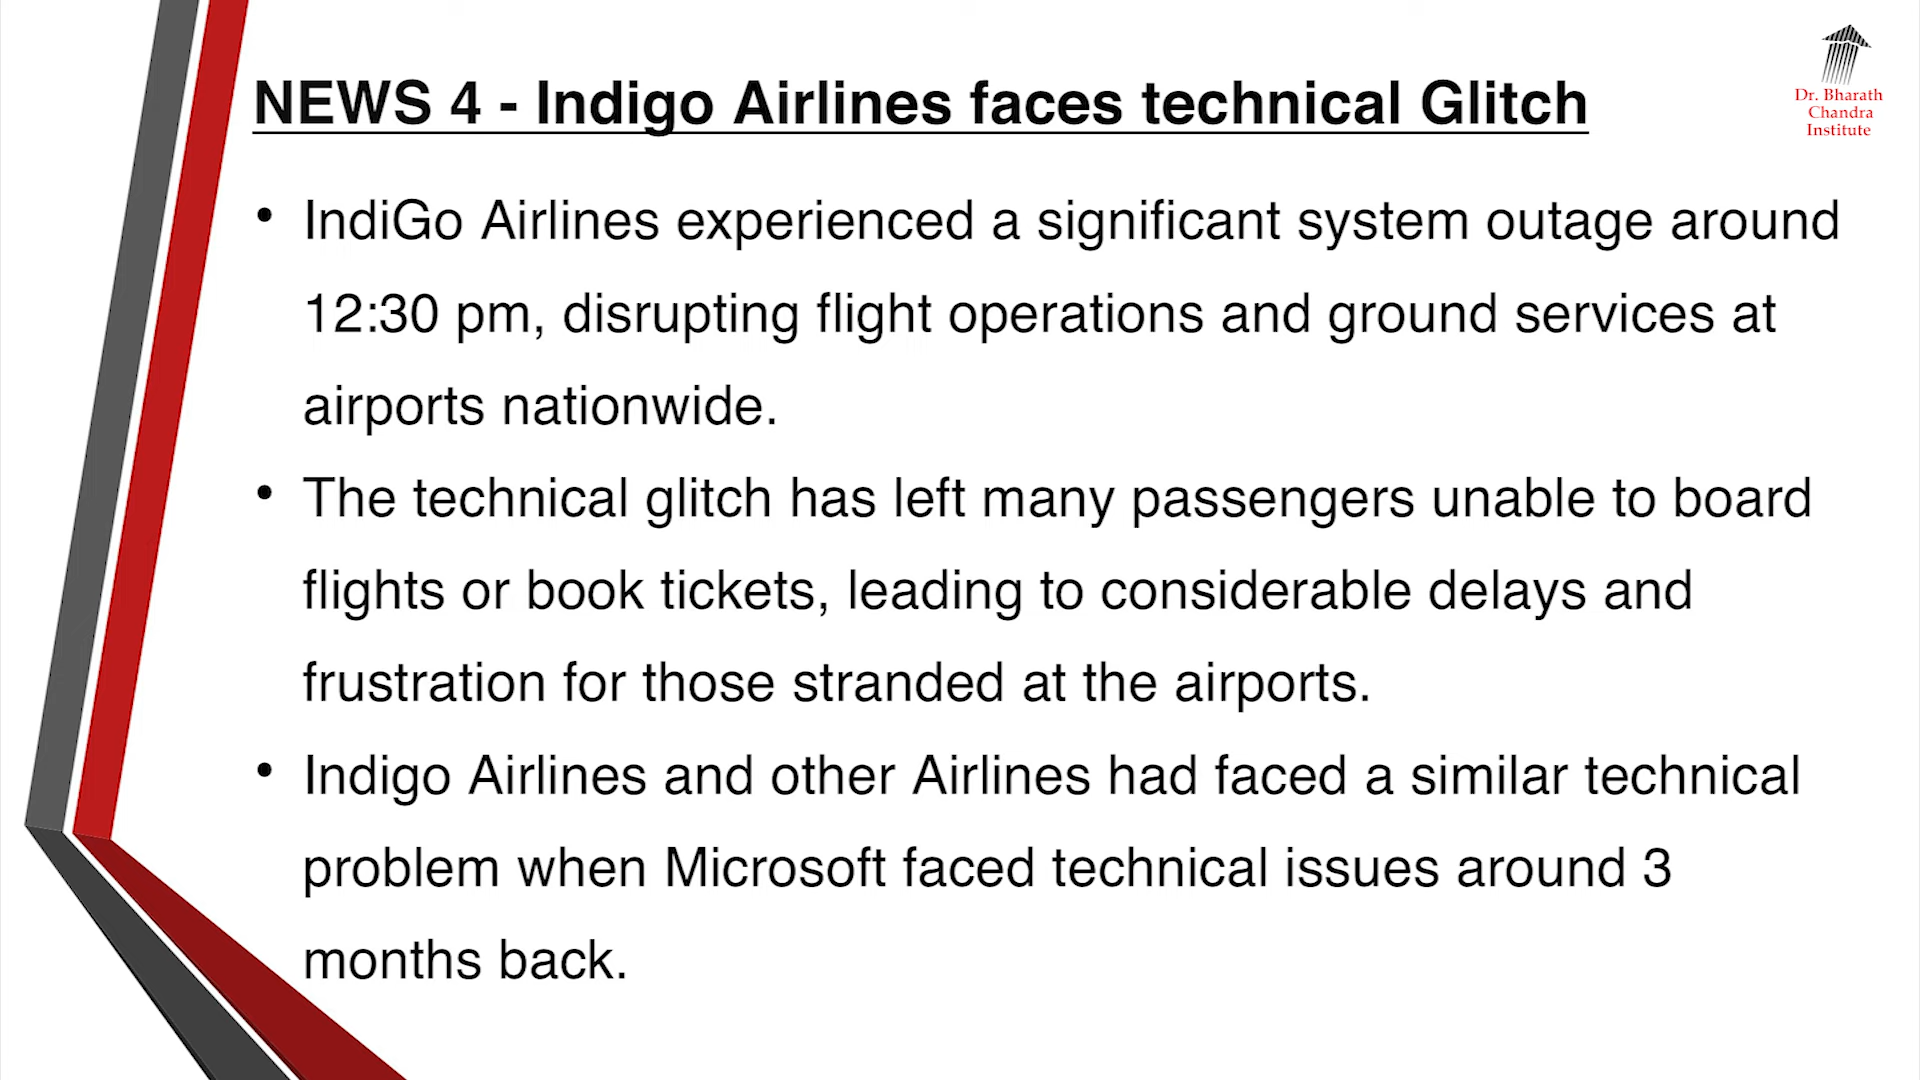 NEWS 4 - Indigo Airlines faces technical Glitch
Dr. Bharath
Chandra
Institute
• IndiGo Airlines experienced a significant system outage around
12:30 pm, disrupting flight operations and ground services at
airports nationwide.
• The technical glitch has left many passengers unable to board
flights or book tickets, leading to considerable delays and
frustration for those stranded at the airports.
• Indigo Airlines and other Airlines had faced a similar technical
problem when Microsoft faced technical issues around 3
months back.